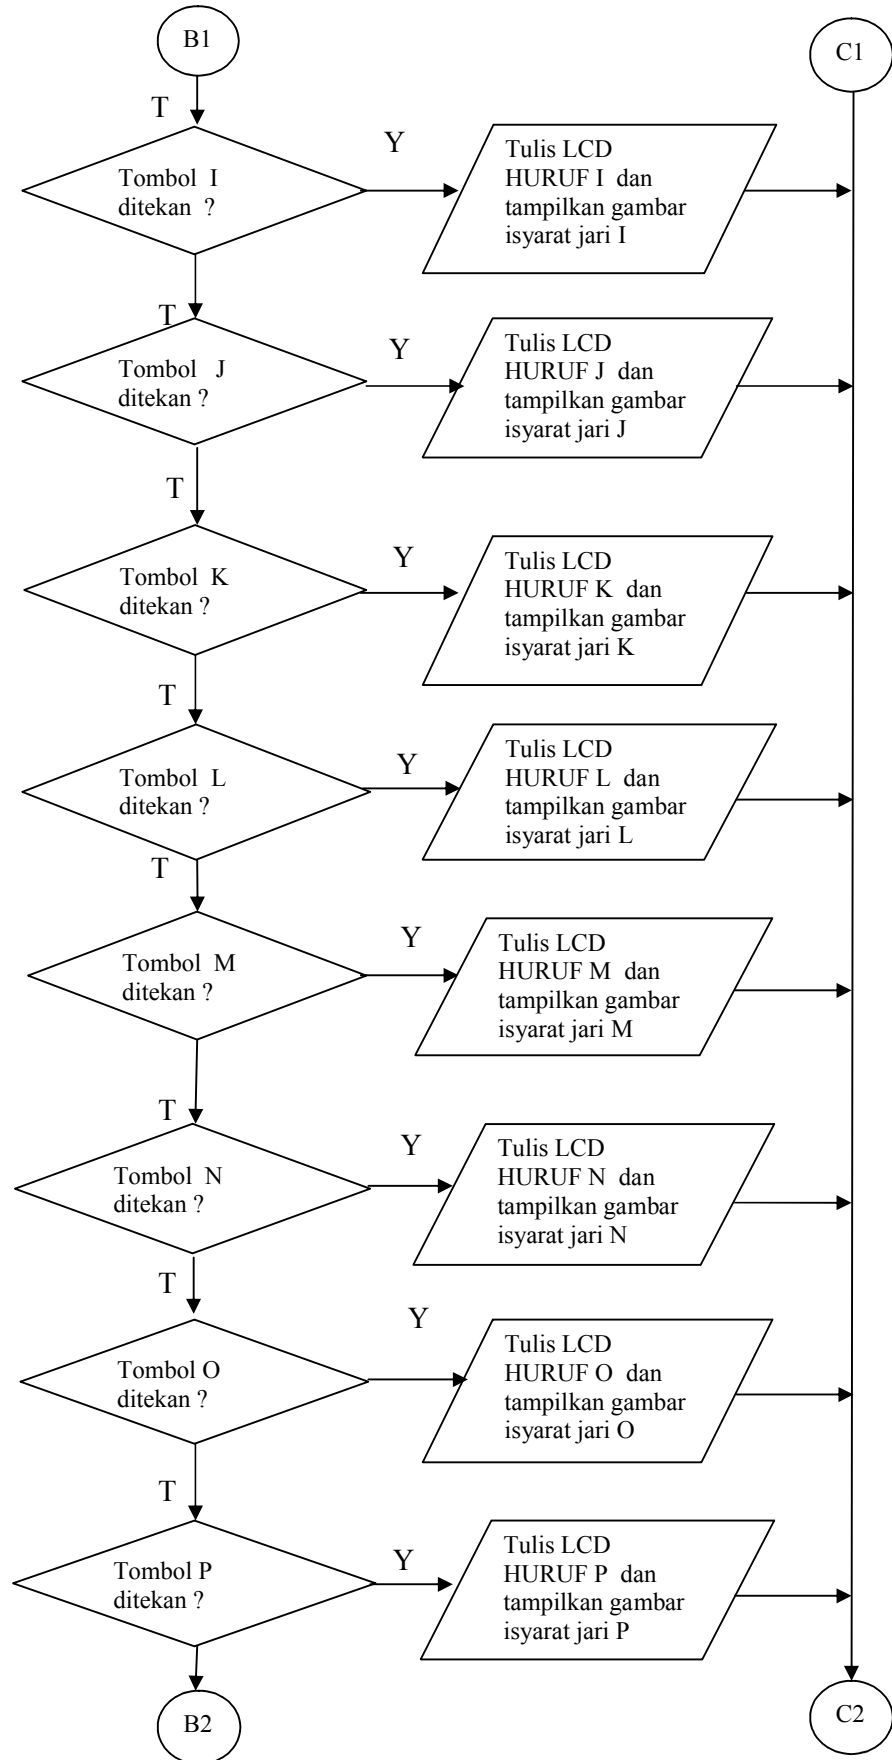 B1
C1
T
Tombol I
ditekan ?
Y
Tulis LCD
HURUF I dan
tampilkan gambar
isyarat jari I
T
Tombol J
ditekan ?
Y
Tulis LCD
HURUF J dan
tampilkan gambar
isyarat jari J
T
Tombol K
ditekan ?
Y
Tulis LCD
HURUF K dan
tampilkan gambar
isyarat jari K
T
Tombol L
ditekan ?
Y
Tulis LCD
HURUF L dan
tampilkan gambar
isyarat jari L
T
Tombol M
ditekan ?
Y
Tulis LCD
HURUF M dan
tampilkan gambar
isyarat jari M
T
Tombol N
ditekan ?
Y
Tulis LCD
HURUF N dan
tampilkan gambar
isyarat jari N
T
Tombol O
ditekan ?
Y
Tulis LCD
HURUF O dan
tampilkan gambar
isyarat jari O
T
Tombol P
ditekan ?
Y
Tulis LCD
HURUF P dan
tampilkan gambar
isyarat jari P
B2
C2